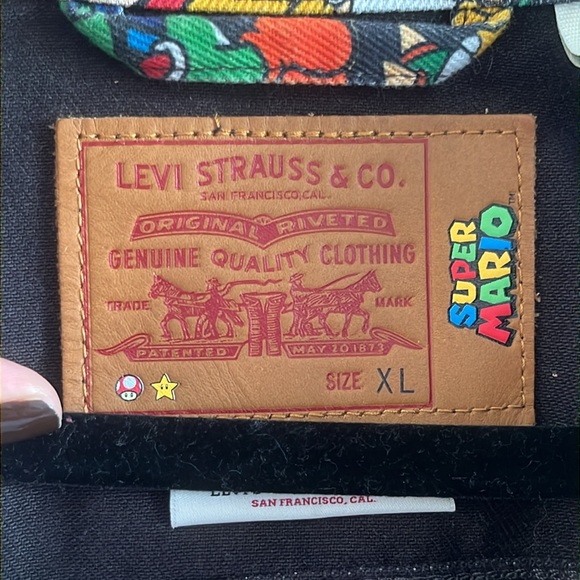 LEVI STRAUSS & CO.
SAN FRANCISCO, CAL.
ORIGINAL RIVETED
GENUINE QUALITY CLOTHING
TRADE MARK
PATENTED MAY 20 1873
SIZE XL
SUPER
MARIO™
SAN FRANCISCO, CAL.